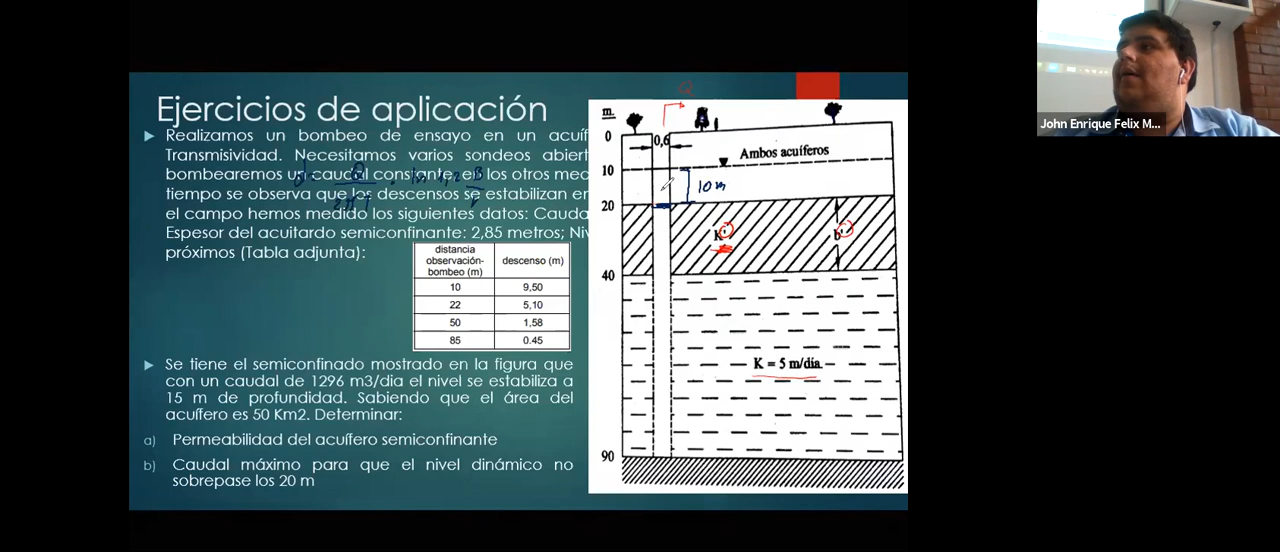 Ejercicios de aplicación
Realizamos un bombeo de ensayo en un acuíf
Transmisividad. Necesitamos varios sondeos abiert
bombearemos un caudal constante, en los otros med
tiempo se observa que los descensos se estabilizan en
el campo hemos medido los siguientes datos: Cauda
Espesor del acuitardo semiconfinante: 2,85 metros; Niv
próximos (Tabla adjunta):
distancia observación-bombeo (m) descenso (m)
10 9,50
22 5,10
50 1,58
85 0.45
Se tiene el semiconfinado mostrado en la figura que
con un caudal de 1296 m3/dia el nivel se estabiliza a
15 m de profundidad. Sabiendo que el área del
acuífero es 50 Km2. Determinar:
a) Permeabilidad del acuífero semiconfinante
b) Caudal máximo para que el nivel dinámico no
sobrepase los 20 m
Q
m
0
0,6
Ambos acuíferos
10
10 m
20
K'
b'
40
K = 5 m/día
90
John Enrique Felix M...